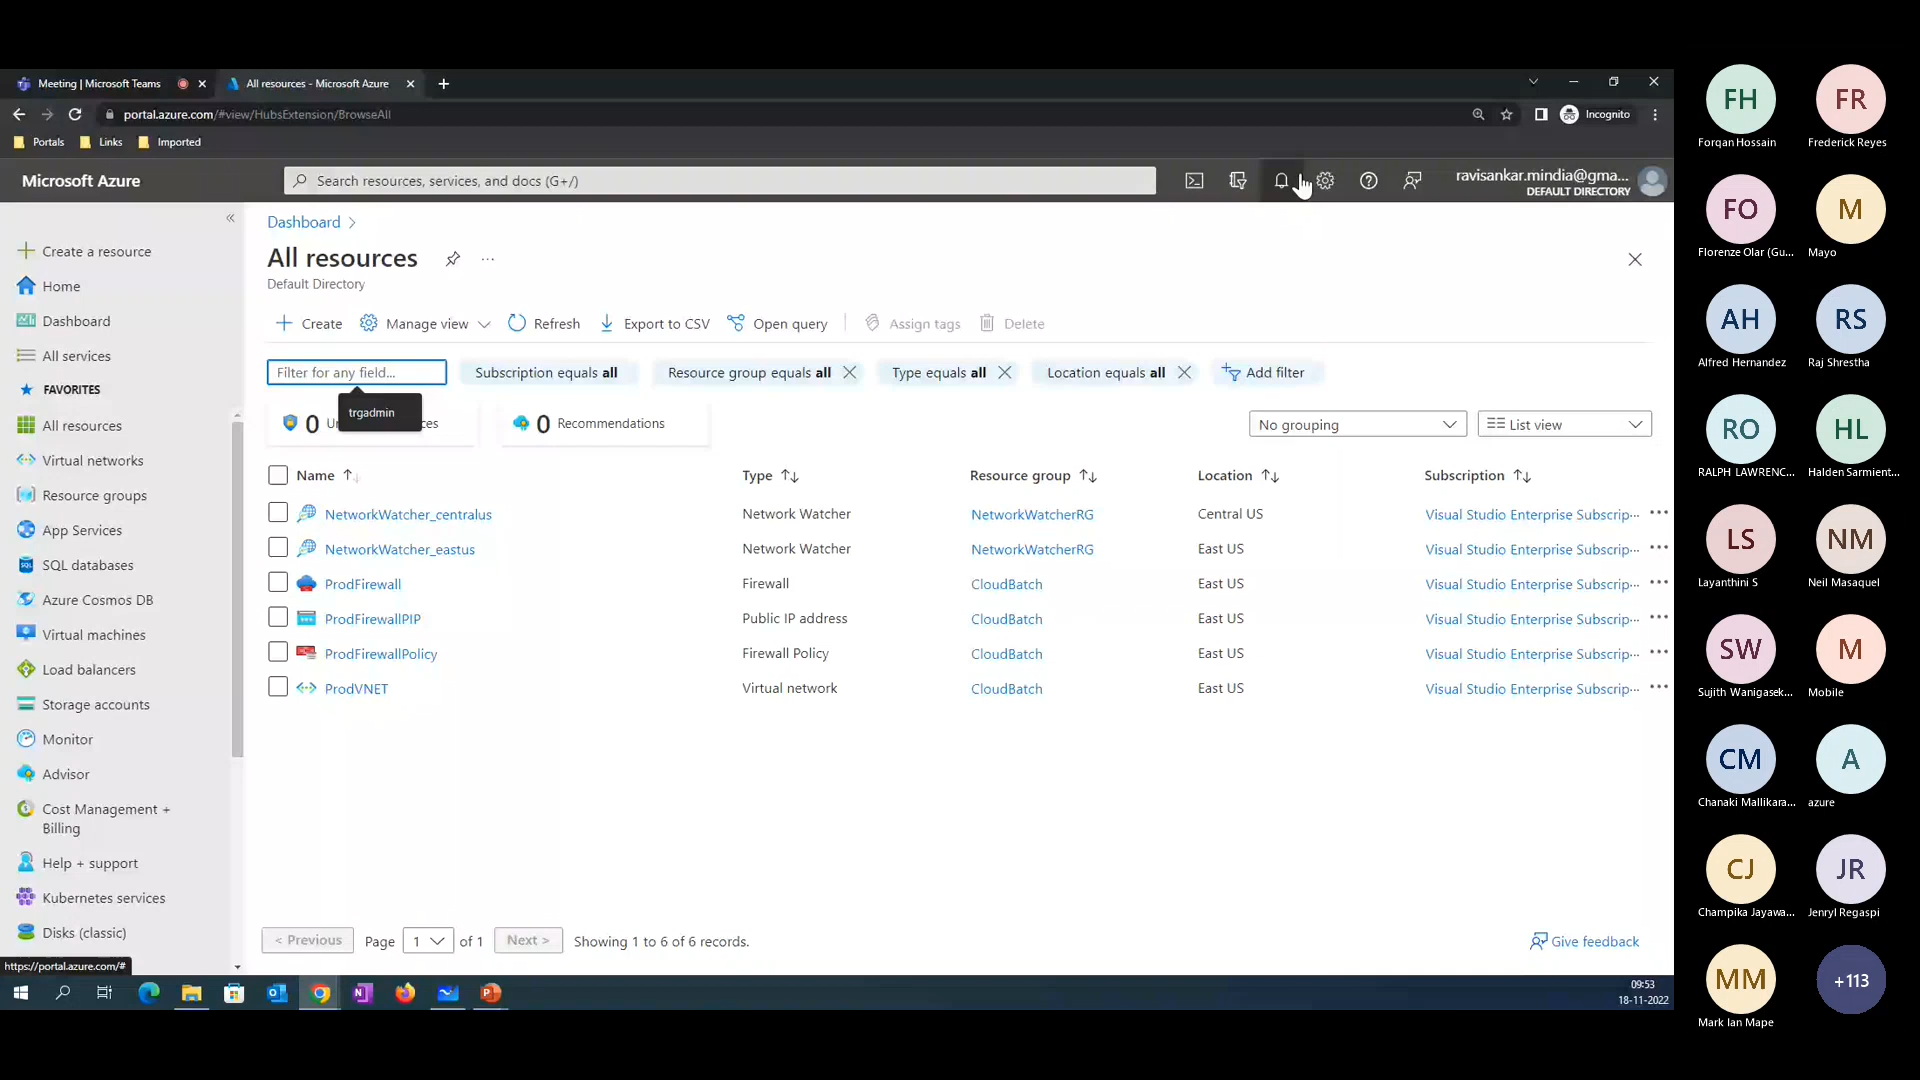 Meeting | Microsoft Teams
All resources - Microsoft Azure
portal.azure.com/#view/HubsExtension/BrowseAll
Incognito
Portals
Links
Imported
Microsoft Azure
Search resources, services, and docs (G+/)
ravisankar.mindia@gma...
DEFAULT DIRECTORY
Create a resource
Home
Dashboard
All services
FAVORITES
All resources
Virtual networks
Resource groups
App Services
SQL databases
Azure Cosmos DB
Virtual machines
Load balancers
Storage accounts
Monitor
Advisor
Cost Management +
Billing
Help + support
Kubernetes services
Disks (classic)
https://portal.azure.com/#
Dashboard >
All resources
Default Directory
Create
Manage view
Refresh
Export to CSV
Open query
Assign tags
Delete
Filter for any field...
Subscription equals all
Resource group equals all
Type equals all
Location equals all
Add filter
trgadmin
0
0 Recommendations
No grouping
List view
Name Type Resource group Location Subscription
NetworkWatcher_centralus Network Watcher NetworkWatcherRG Central US Visual Studio Enterprise Subscrip...
NetworkWatcher_eastus Network Watcher NetworkWatcherRG East US Visual Studio Enterprise Subscrip...
ProdFirewall Firewall CloudBatch East US Visual Studio Enterprise Subscrip...
ProdFirewallPIP Public IP address CloudBatch East US Visual Studio Enterprise Subscrip...
ProdFirewallPolicy Firewall Policy CloudBatch East US Visual Studio Enterprise Subscrip...
ProdVNET Virtual network CloudBatch East US Visual Studio Enterprise Subscrip...
< Previous
Page 1 of 1
Next >
Showing 1 to 6 of 6 records.
Give feedback
09:53
18-11-2022
FH
Forqan Hossain
FR
Frederick Reyes
FO
Florenze Olar (Gu...
M
Mayo
AH
Alfred Hernandez
RS
Raj Shrestha
RO
RALPH LAWRENC...
HL
Halden Sarmient...
LS
Layanthini S
NM
Neil Masaquel
SW
Sujith Wanigasek...
M
Mobile
CM
Chanaki Mallikara...
A
azure
CJ
Champika Jayawa...
JR
Jenryl Regaspi
MM
Mark Ian Mape
+113